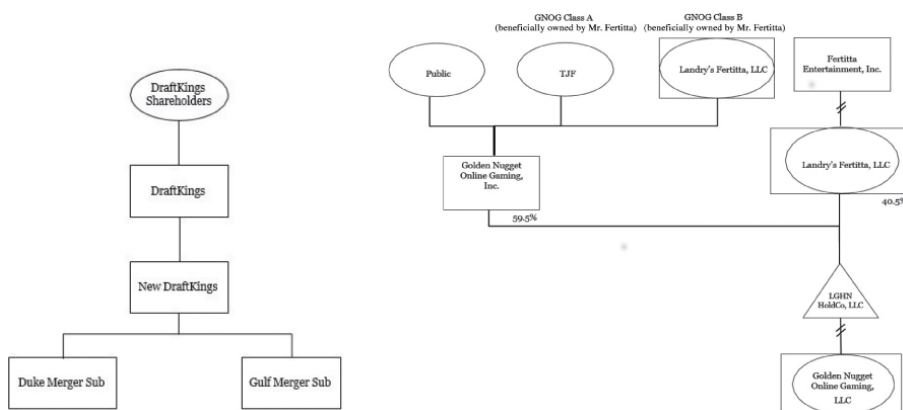 DraftKings
Shareholders
DraftKings
New DraftKings
Duke Merger Sub
Gulf Merger Sub
GNOG Class A
(beneficially owned by Mr. Fertitta)
GNOG Class B
(beneficially owned by Mr. Fertitta)
Public
TJF
Landry's Fertitta, LLC
Fertitta
Entertainment, Inc.
Golden Nugget
Online Gaming,
Inc.
Landry's Fertitta, LLC
59.5%
40.5%
LGHN
HoldCo, LLC
Golden Nugget
Online Gaming,
LLC